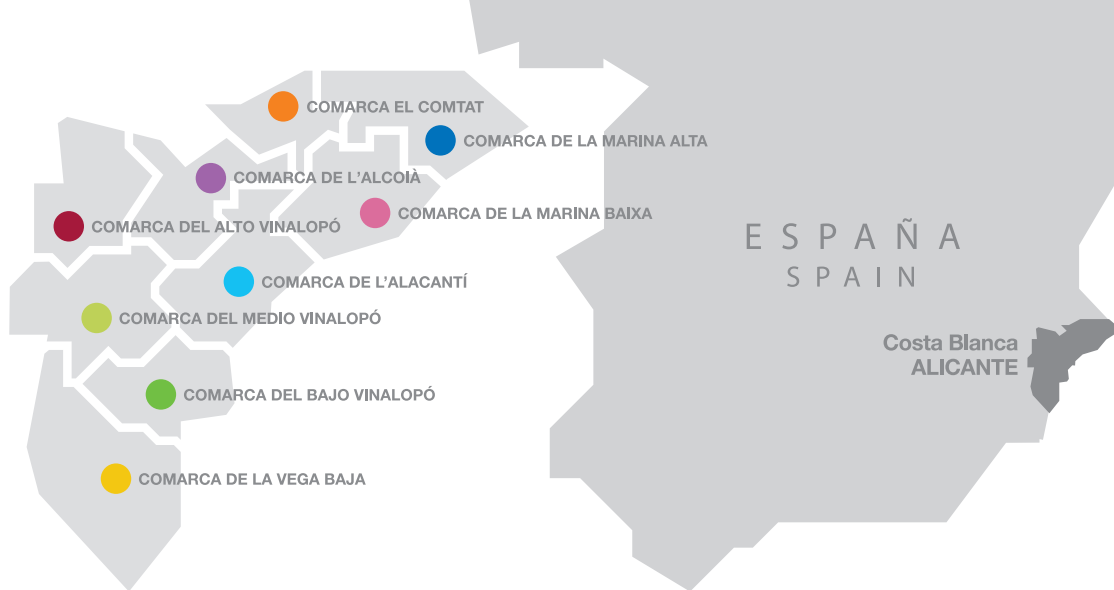 COMARCA EL COMTAT
COMARCA DE LA MARINA ALTA
COMARCA DE L'ALCOIÀ
COMARCA DE LA MARINA BAIXA
COMARCA DEL ALTO VINALOPÓ
COMARCA DE L'ALACANTÍ
COMARCA DEL MEDIO VINALOPÓ
COMARCA DEL BAJO VINALOPÓ
COMARCA DE LA VEGA BAJA
ESPAÑA
SPAIN
Costa Blanca
ALICANTE